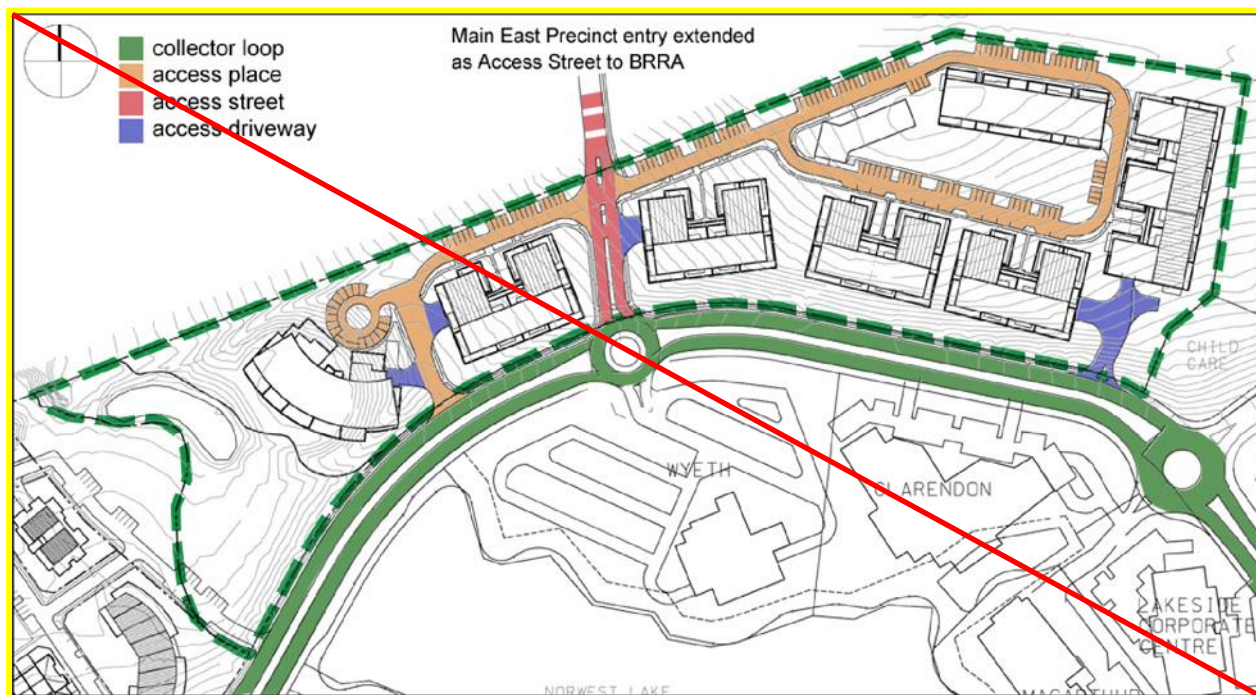 collector loop
access place
access street
access driveway
Main East Precinct entry extended
as Access Street to BRRA
CHILD
CARE
WYETH
CLARENDON
LAKESIDE
CORPORATE
CENTRE
NORWEST LAKE
MACARTHUR